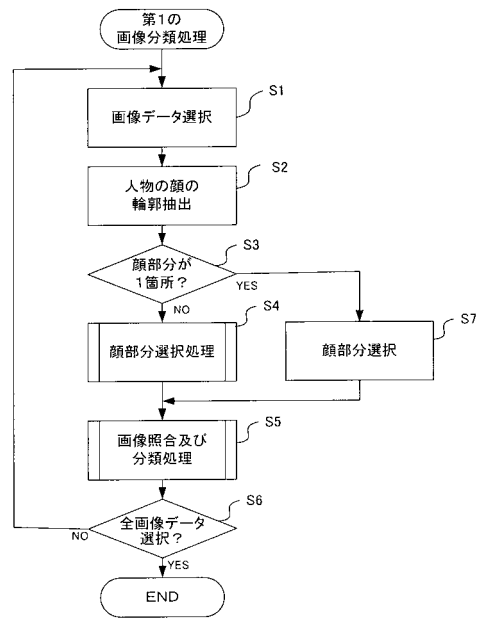 第1の
画像分類処理
S1
画像データ選択
S2
人物の顔の
輪郭抽出
S3
顔部分が
1箇所?
YES
NO
S4
顔部分選択処理
S7
顔部分選択
S5
画像照合及び
分類処理
S6
全画像データ
選択?
NO
YES
END